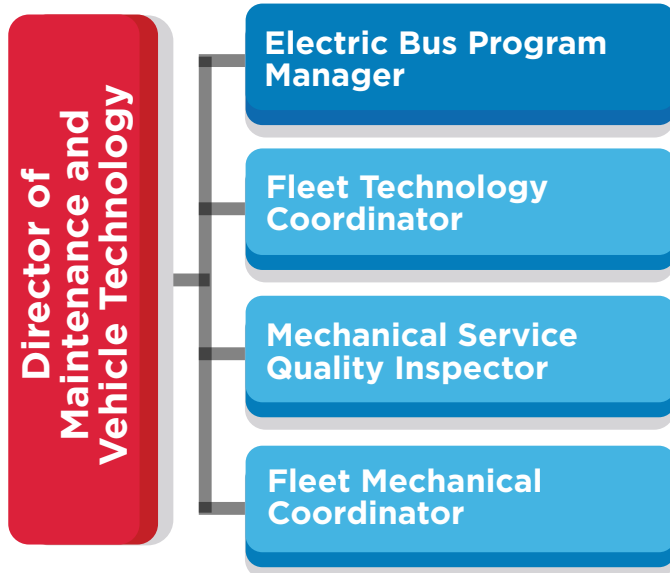 Director of
Maintenance and
Vehicle Technology
Electric Bus Program
Manager
Fleet Technology
Coordinator
Mechanical Service
Quality Inspector
Fleet Mechanical
Coordinator